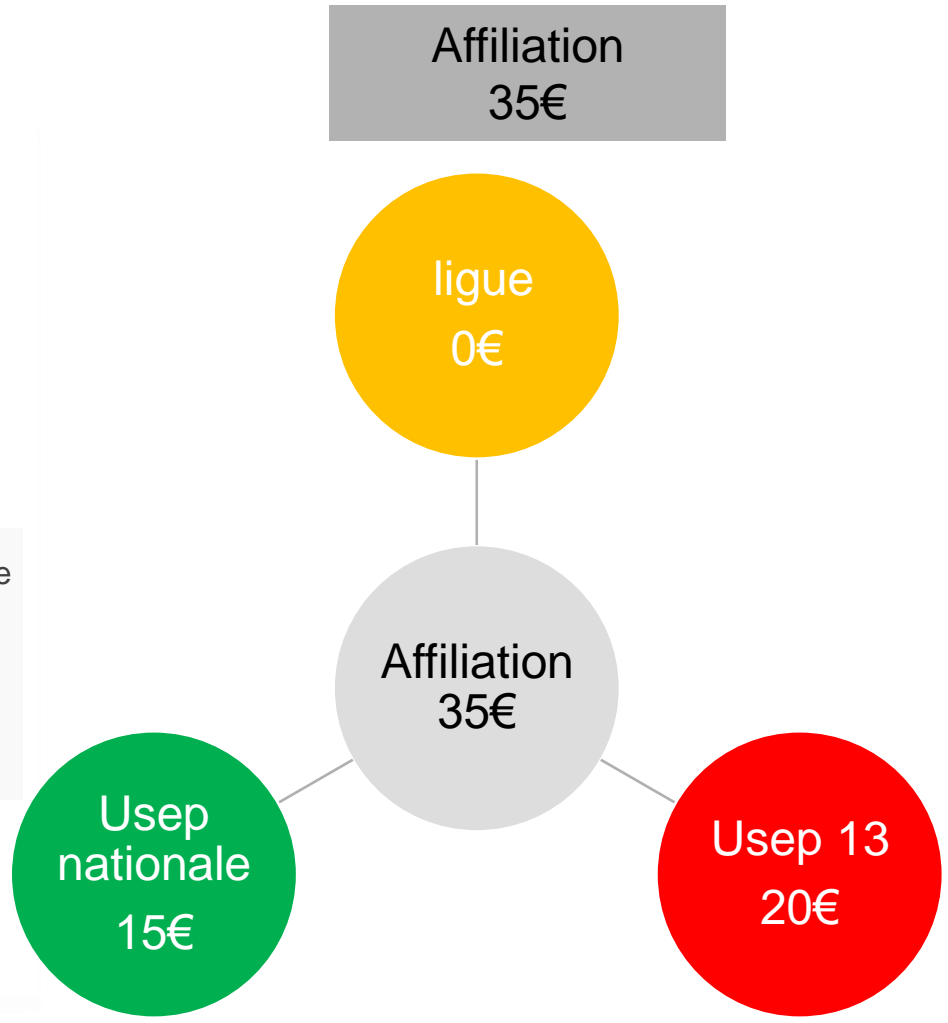 Affiliation
35€
ligue
0€
e
Affiliation
35€
Usep
nationale
15€
Usep 13
20€